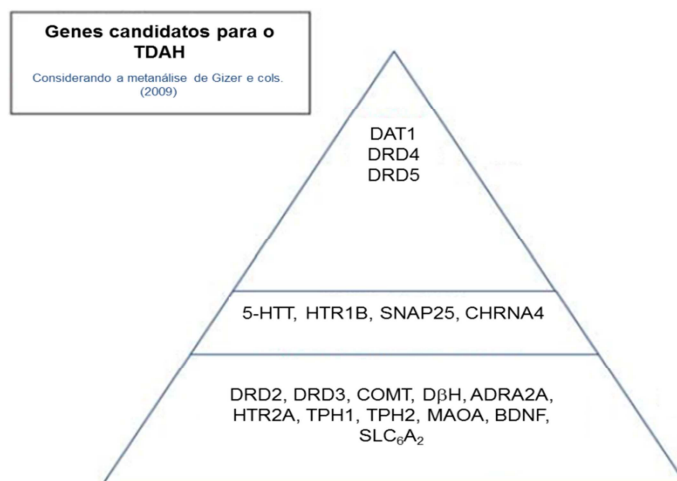 Genes candidatos para o
TDAH
Considerando a metanálise de Gizer e cols.
(2009)
DAT1
DRD4
DRD5
5-HTT, HTR1B, SNAP25, CHRNA4
DRD2, DRD3, COMT, DβH, ADRA2A,
HTR2A, TPH1, TPH2, MAOA, BDNF,
SLC₆A₂